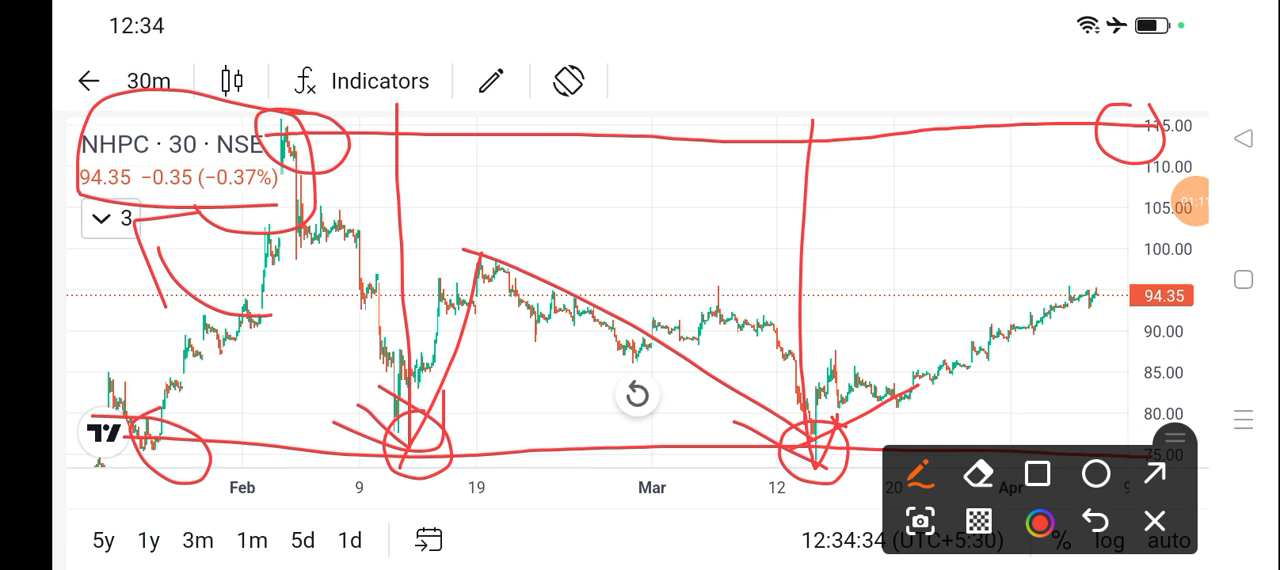 12:34
30m Indicators
NHPC · 30 · NSE
94.35 −0.35 (−0.37%)
3
115.00
110.00
105.00
100.00
94.35
90.00
85.00
80.00
75.00
Feb 9 19 Mar 12 20 Apr 9
5y 1y 3m 1m 5d 1d 12:34:34 (UTC+5:30) % log auto